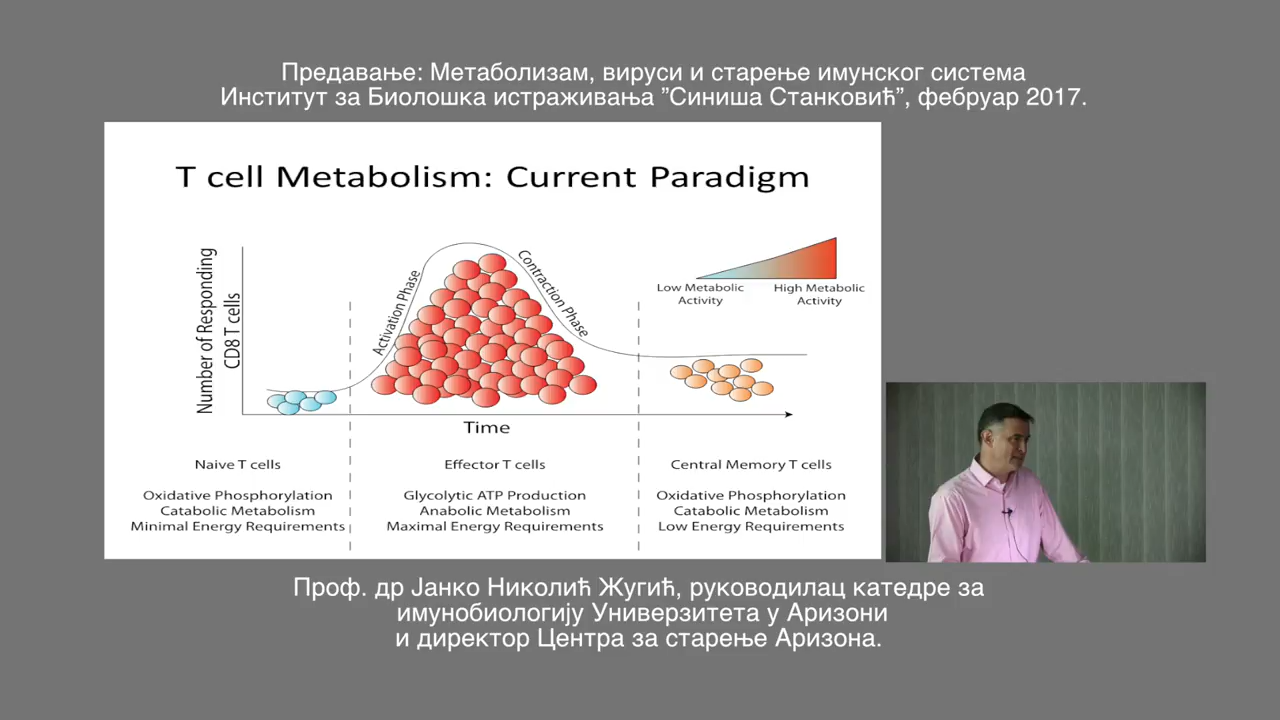 Предавање: Метаболизам, вируси и старење имунског система
Институт за Биолошка истраживања ”Синиша Станковић”, фебруар 2017.
T cell Metabolism: Current Paradigm
Number of Responding
CD8 T cells
Activation Phase
Contraction Phase
Low Metabolic
Activity
High Metabolic
Activity
Time
Naive T cells
Oxidative Phosphorylation
Catabolic Metabolism
Minimal Energy Requirements
Effector T cells
Glycolytic ATP Production
Anabolic Metabolism
Maximal Energy Requirements
Central Memory T cells
Oxidative Phosphorylation
Catabolic Metabolism
Low Energy Requirements
Проф. др Јанко Николић Жугић, руководилац катедре за
имунобиологију Универзитета у Аризони
и директор Центра за старење Аризона.